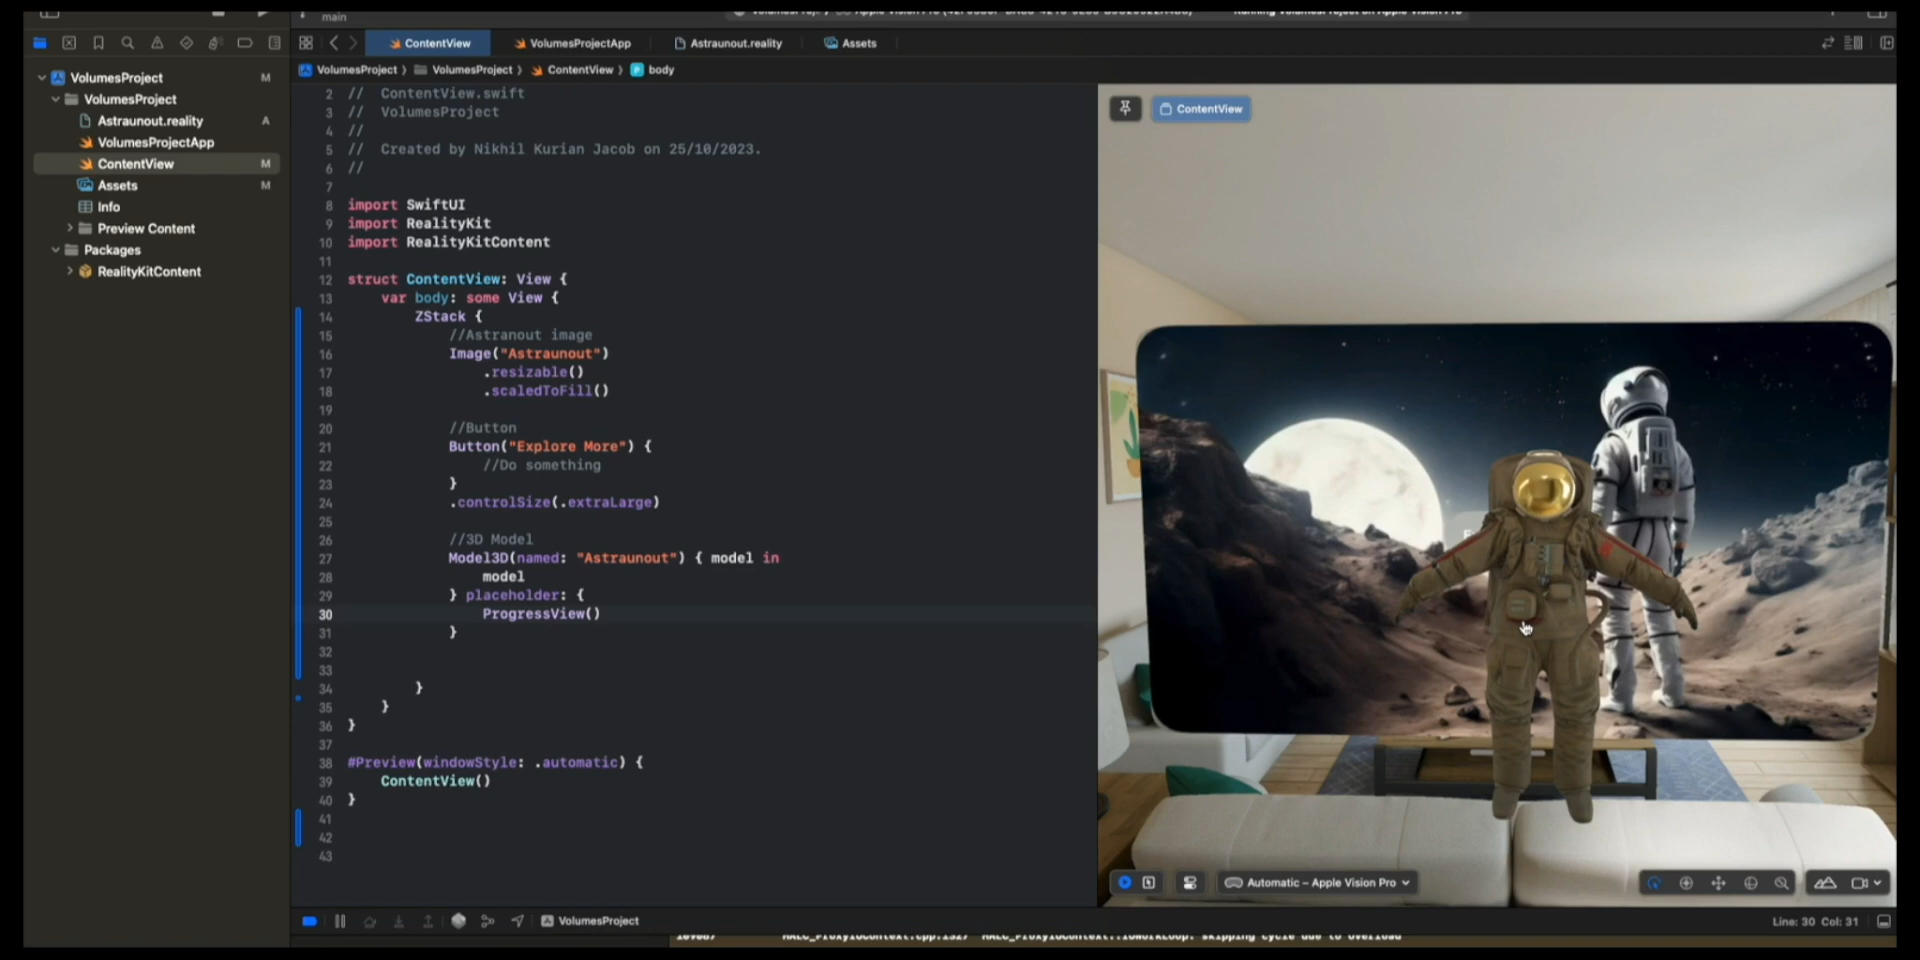 main
ContentView
VolumesProjectApp
Astraunout.reality
Assets
VolumesProject
M
VolumesProject
Astraunout.reality
A
VolumesProjectApp
ContentView
M
Assets
M
Info
Preview Content
Packages
RealityKitContent
VolumesProject
VolumesProject
ContentView
body
2 // ContentView.swift
3 // VolumesProject
4 //
5 // Created by Nikhil Kurian Jacob on 25/10/2023.
6 //
7
8 import SwiftUI
9 import RealityKit
10 import RealityKitContent
11
12 struct ContentView: View {
13 var body: some View {
14 ZStack {
15 //Astranout image
16 Image("Astraunout")
17 .resizable()
18 .scaledToFill()
19
20 //Button
21 Button("Explore More") {
22 //Do something
23 }
24 .controlSize(.extraLarge)
25
26 //3D Model
27 Model3D(named: "Astraunout") { model in
28 model
29 } placeholder: {
30 ProgressView()
31 }
32
33
34 }
35 }
36 }
37
38 #Preview(windowStyle: .automatic) {
39 ContentView()
40 }
41
42
43
ContentView
Automatic – Apple Vision Pro
VolumesProject
Line: 30 Col: 31